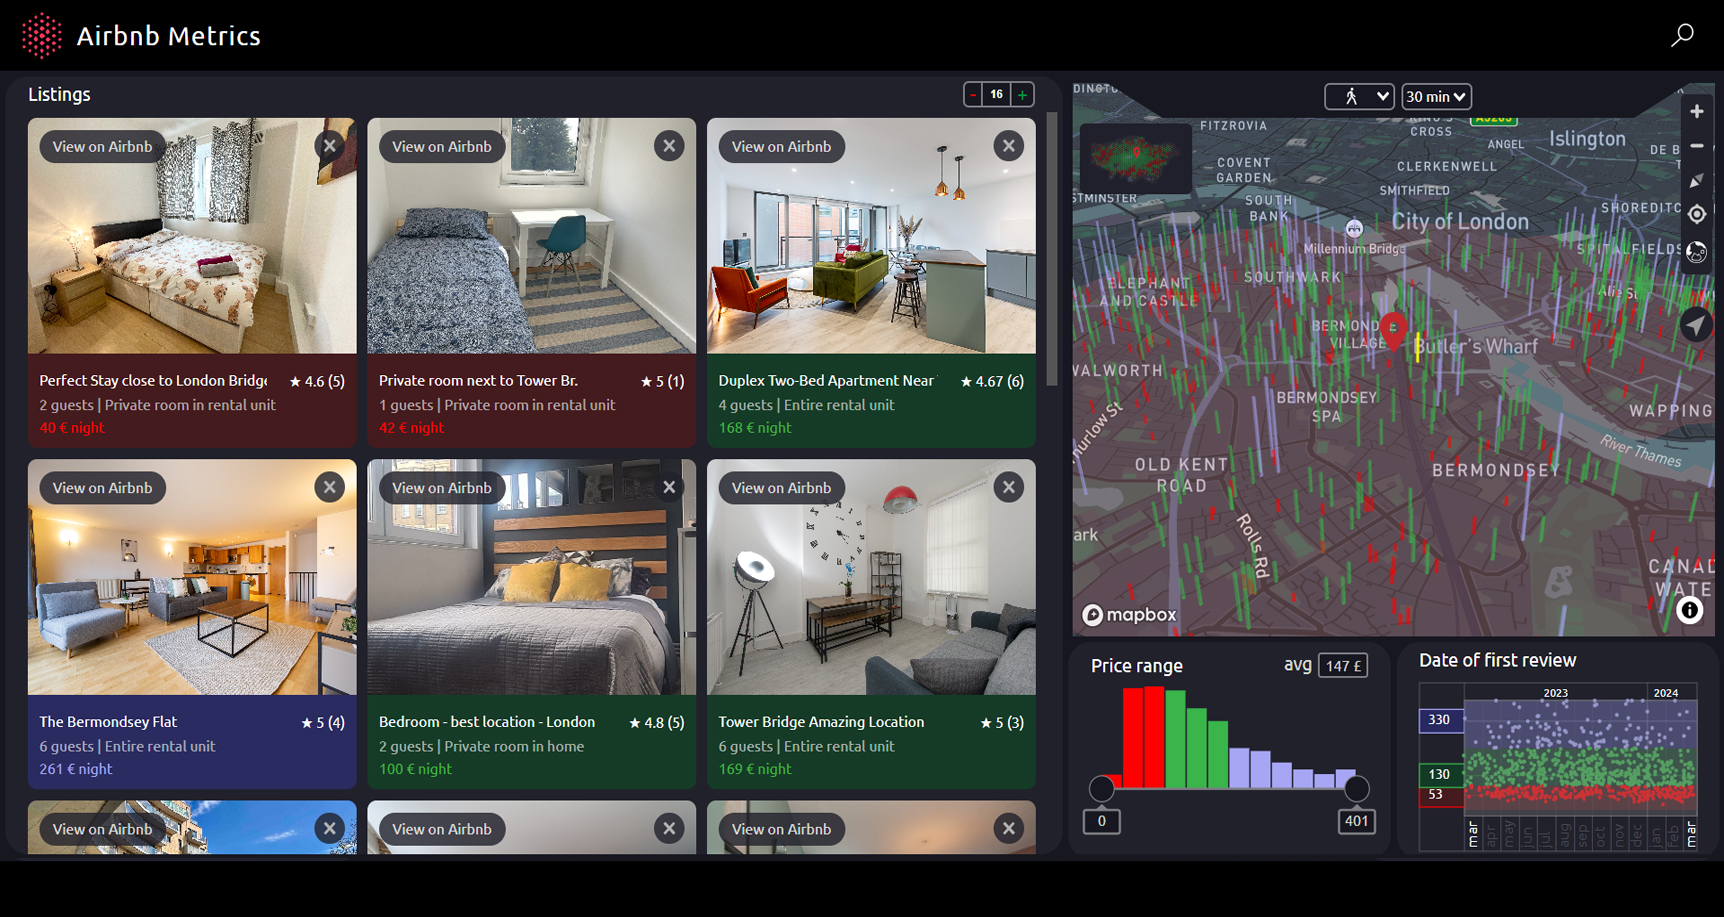 Airbnb Metrics
Listings
- 16 +
View on Airbnb
Perfect Stay close to London Bridge
★ 4.6 (5)
2 guests | Private room in rental unit
40 € night
View on Airbnb
Private room next to Tower Br.
★ 5 (1)
1 guests | Private room in rental unit
42 € night
View on Airbnb
Duplex Two-Bed Apartment Near
★ 4.67 (6)
4 guests | Entire rental unit
168 € night
View on Airbnb
The Bermondsey Flat
★ 5 (4)
6 guests | Entire rental unit
261 € night
View on Airbnb
Bedroom - best location - London
★ 4.8 (5)
2 guests | Private room in home
100 € night
View on Airbnb
Tower Bridge Amazing Location
★ 5 (3)
6 guests | Entire rental unit
169 € night
View on Airbnb
View on Airbnb
View on Airbnb
30 min
FITZROVIA
CROSS
ANGEL
Islington
DE B
COVENT
GARDEN
CLERKENWELL
SMITHFIELD
STMINSTER
SOUTH
BANK
City of London
SHOREDITC
Millennium Bridge
SPITALFIELDS
SOUTHWARK
ELEPHANT
AND CASTLE
Alie St
BERMOND
VILLAGE
Butler's Wharf
WALWORTH
BERMONDSEY
SPA
WAPPING
hurlow St
River Thames
OLD KENT
ROAD
BERMONDSEY
Rolls Rd
ark
CANAL
WATE
mapbox
Price range
avg 147 £
0
401
Date of first review
2023
2024
330
130
53
mar apr may jun jul aug sep oct nov dec jan feb mar